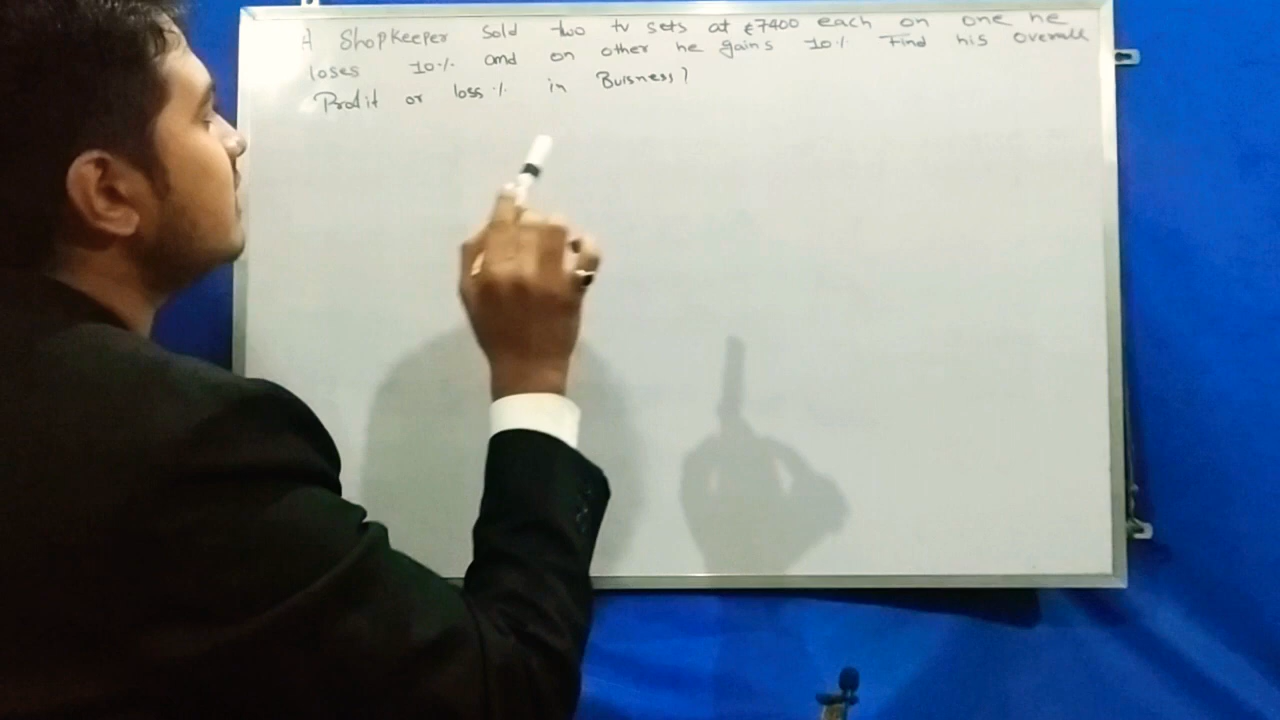 A Shopkeeper sold two tv sets at ₹7400 each on one he
loses 10% and on other he gains 10% Find his overall
Profit or loss % in Buisness?